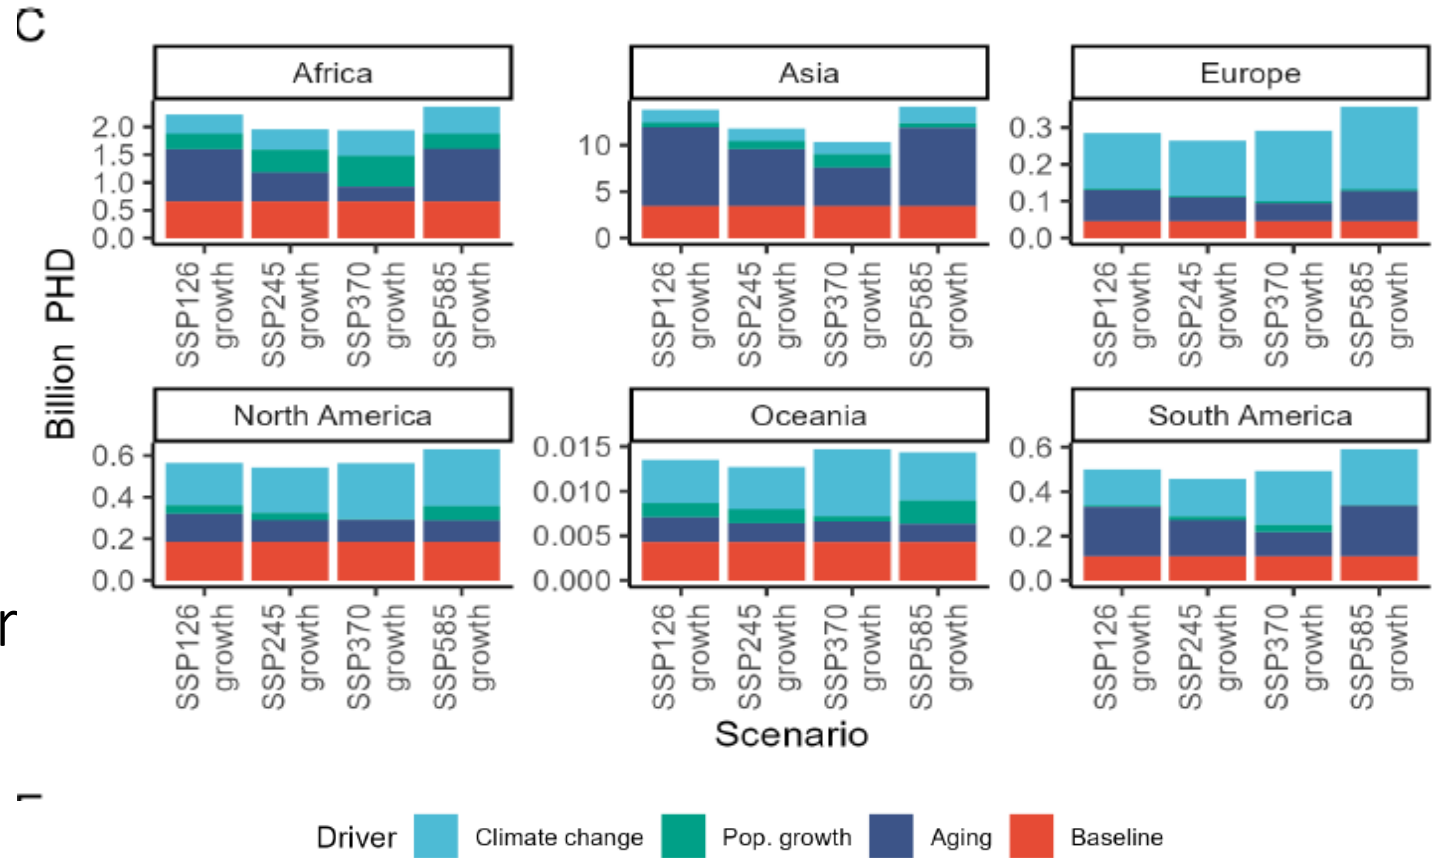 C
Africa
Asia
Europe
2.0
1.5
1.0
0.5
0.0
10
5
0
0.3
0.2
0.1
0.0
SSP126
growth
SSP245
growth
SSP370
growth
SSP585
growth
SSP126
growth
SSP245
growth
SSP370
growth
SSP585
growth
SSP126
growth
SSP245
growth
SSP370
growth
SSP585
growth
Billion PHD
North America
Oceania
South America
0.6
0.4
0.2
0.0
0.015
0.010
0.005
0.000
0.6
0.4
0.2
0.0
r
SSP126
growth
SSP245
growth
SSP370
growth
SSP585
growth
SSP126
growth
SSP245
growth
SSP370
growth
SSP585
growth
SSP126
growth
SSP245
growth
SSP370
growth
SSP585
growth
Scenario
Driver Climate change Pop. growth Aging Baseline